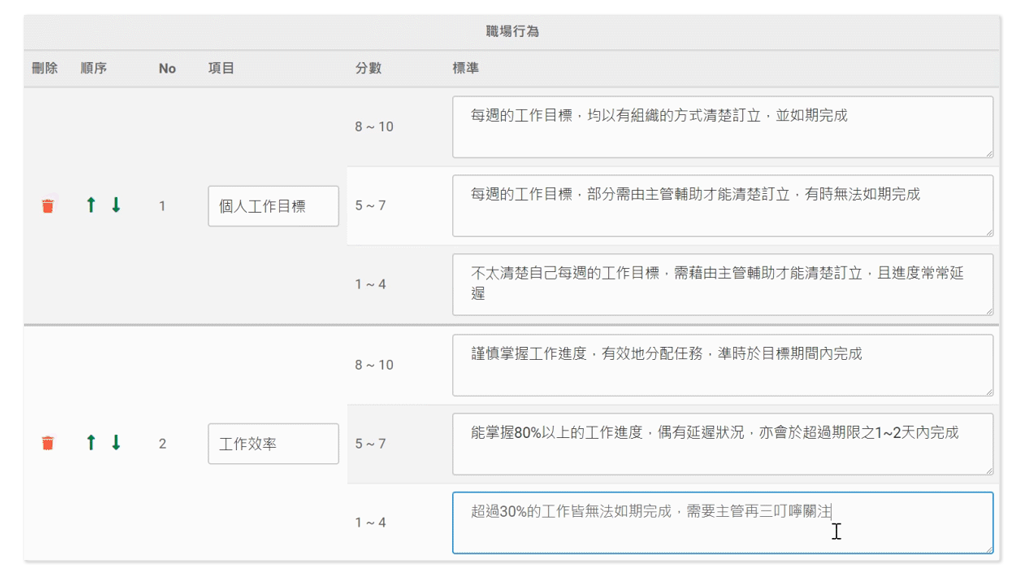 職場行為
刪除 順序 No 項目 分數 標準
8 ~ 10 每週的工作目標，均以有組織的方式清楚訂立，並如期完成
1 個人工作目標 5 ~ 7 每週的工作目標，部分需由主管輔助才能清楚訂立，有時無法如期完成
1 ~ 4 不太清楚自己每週的工作目標，需藉由主管輔助才能清楚訂立，且進度常常延
遲
8 ~ 10 謹慎掌握工作進度，有效地分配任務，準時於目標期間內完成
2 工作效率 5 ~ 7 能掌握80%以上的工作進度，偶有延遲狀況，亦會於超過期限之1~2天內完成
1 ~ 4 超過30%的工作皆無法如期完成，需要主管再三叮嚀關注